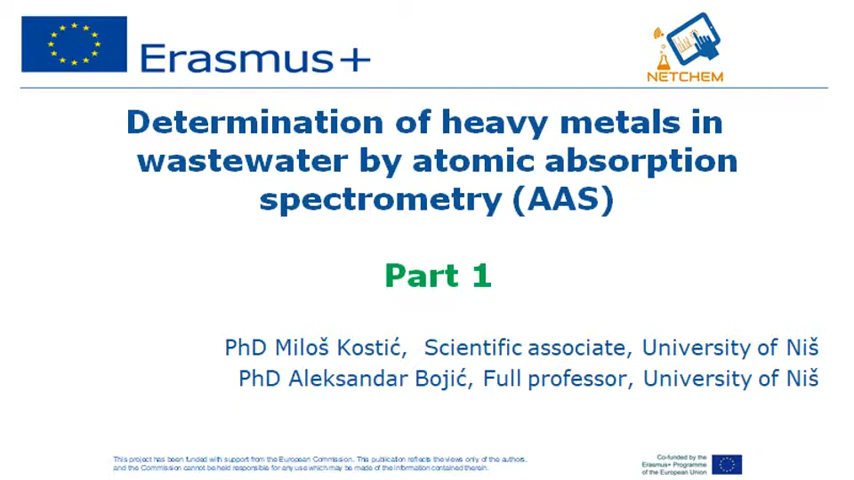 Erasmus+
NETCHEM
Determination of heavy metals in
wastewater by atomic absorption
spectrometry (AAS)
Part 1
PhD Miloš Kostić, Scientific associate, University of Niš
PhD Aleksandar Bojić, Full professor, University of Niš
This project has been funded with support from the European Commission. This publication reflects the views only of the authors,
and the Commission cannot be held responsible for any use which may be made of the information contained therein.
Co-funded by the
Erasmus+ Programme
of the European Union